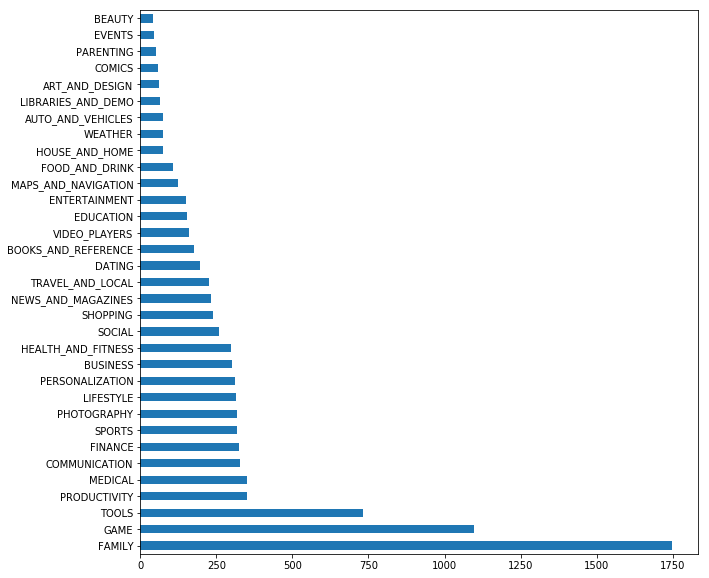 BEAUTY
EVENTS
PARENTING
COMICS
ART_AND_DESIGN
LIBRARIES_AND_DEMO
AUTO_AND_VEHICLES
WEATHER
HOUSE_AND_HOME
FOOD_AND_DRINK
MAPS_AND_NAVIGATION
ENTERTAINMENT
EDUCATION
VIDEO_PLAYERS
BOOKS_AND_REFERENCE
DATING
TRAVEL_AND_LOCAL
NEWS_AND_MAGAZINES
SHOPPING
SOCIAL
HEALTH_AND_FITNESS
BUSINESS
PERSONALIZATION
LIFESTYLE
PHOTOGRAPHY
SPORTS
FINANCE
COMMUNICATION
MEDICAL
PRODUCTIVITY
TOOLS
GAME
FAMILY
0 250 500 750 1000 1250 1500 1750